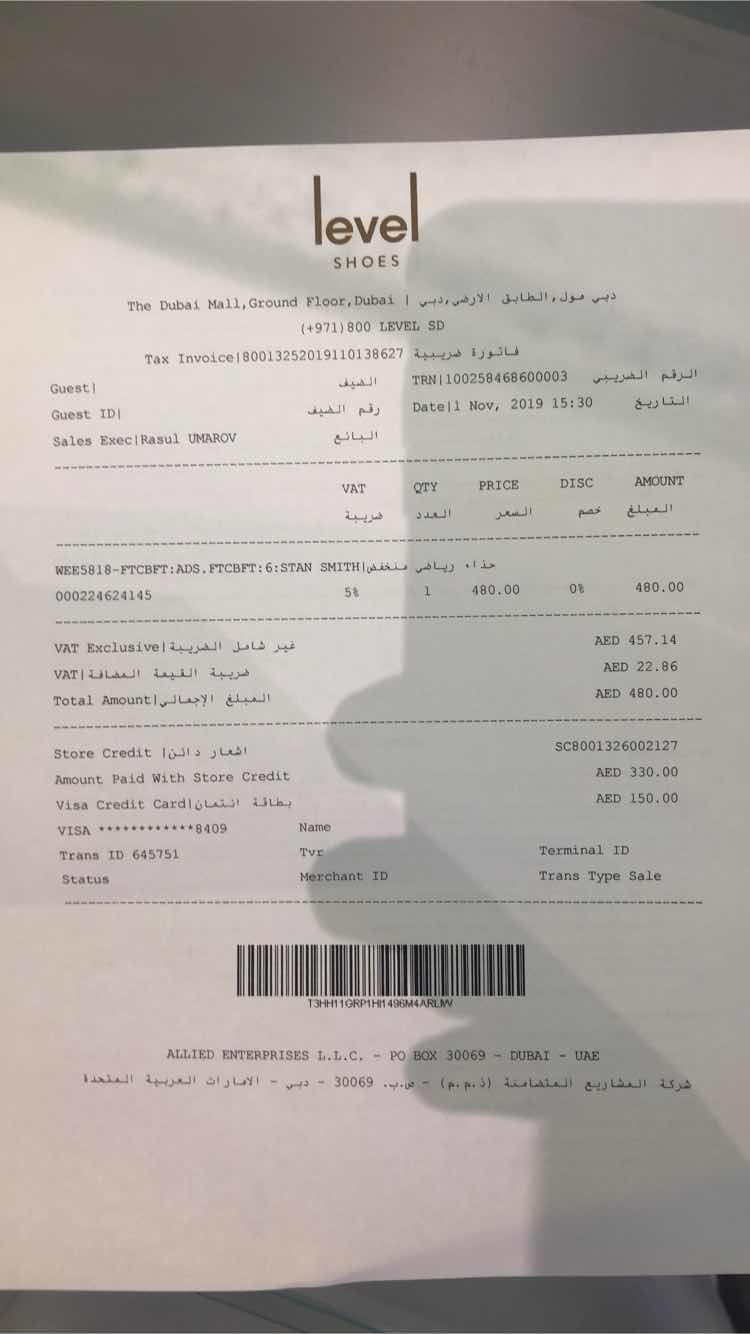 level
SHOES
The Dubai Mall,Ground Floor,Dubai | دبي مول,الطابق الارضي,دبي
(+971)800 LEVEL SD
Tax Invoice|80013252019110138627 فاتورة ضريبية
Guest| الضيف TRN|100258468600003 الرقم الضريبي
Guest ID| رقم الضيف Date|1 Nov, 2019 15:30 التاريخ
Sales Exec|Rasul UMAROV البائع
VAT QTY PRICE DISC AMOUNT
ضريبة العدد السعر خصم المبلغ
WEE5818-FTCBFT:ADS.FTCBFT:6:STAN SMITH|حذاء رياضي منخفض
000224624145 5% 1 480.00 0% 480.00
VAT Exclusive|غير شامل الضريبة AED 457.14
VAT|ضريبة القيمة المضافة AED 22.86
Total Amount|المبلغ الإجمالي AED 480.00
Store Credit |اشعار دائن SC8001326002127
Amount Paid With Store Credit AED 330.00
Visa Credit Card|بطاقة ائتمان AED 150.00
VISA ************8409 Name
Trans ID 645751 Tvr Terminal ID
Status Merchant ID Trans Type Sale
T3HH11GRP1HI1496M4ARLIVV
ALLIED ENTERPRISES L.L.C. - PO BOX 30069 - DUBAI - UAE
شركة المشاريع المتضامنة (ذ.م.م) - ص.ب. 30069 - دبي - الامارات العربية المتحدة